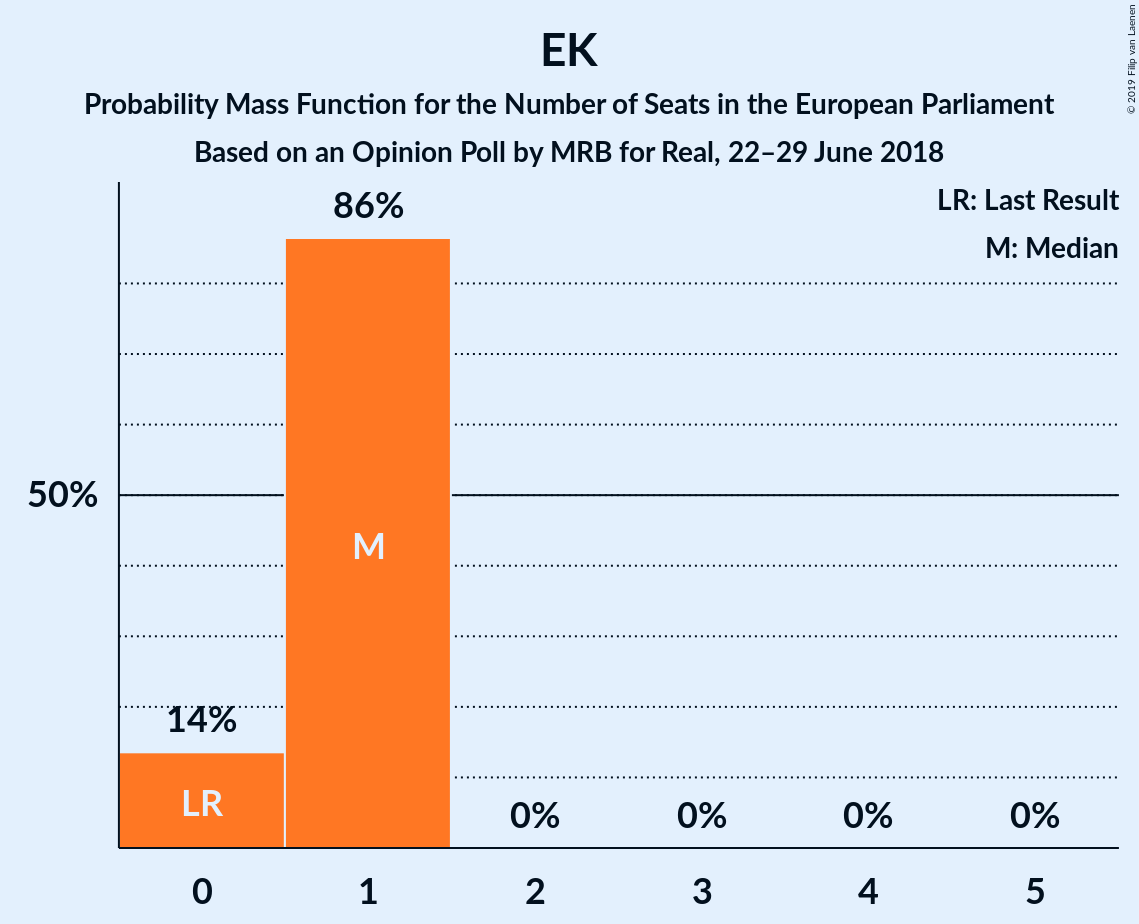 EK
Probability Mass Function for the Number of Seats in the European Parliament
Based on an Opinion Poll by MRB for Real, 22–29 June 2018
© 2019 Filip van Laenen
LR: Last Result
M: Median
86%
50%
M
14%
LR
0%
0%
0%
0%
0
1
2
3
4
5